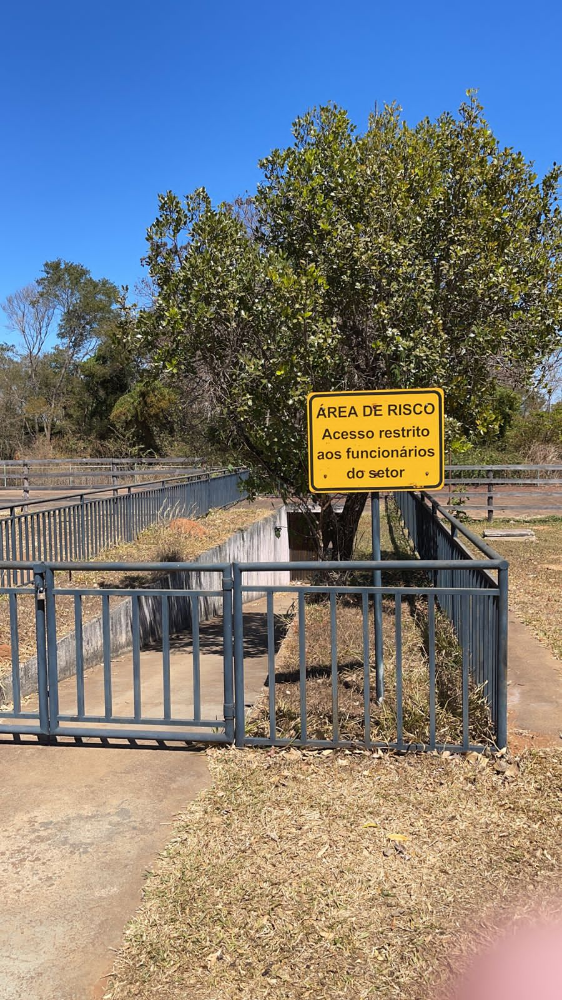 ÁREA DE RISCO
Acesso restrito
aos funcionários
do setor